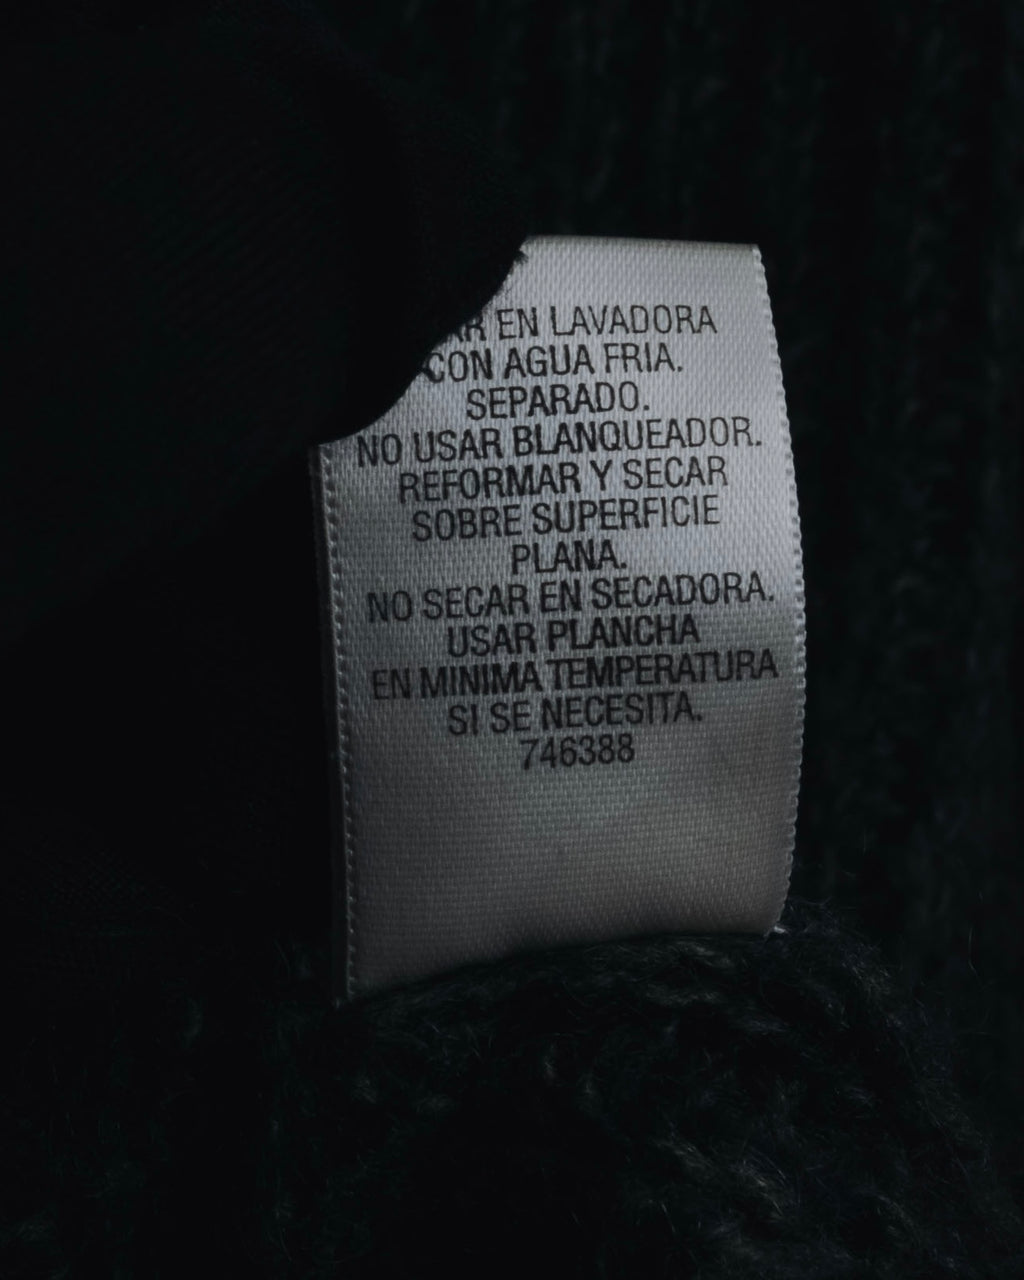 EN LAVADORA
CON AGUA FRIA.
SEPARADO.
NO USAR BLANQUEADOR.
REFORMAR Y SECAR
SOBRE SUPERFICIE
PLANA.
NO SECAR EN SECADORA.
USAR PLANCHA
EN MINIMA TEMPERATURA
SI SE NECESITA.
746388